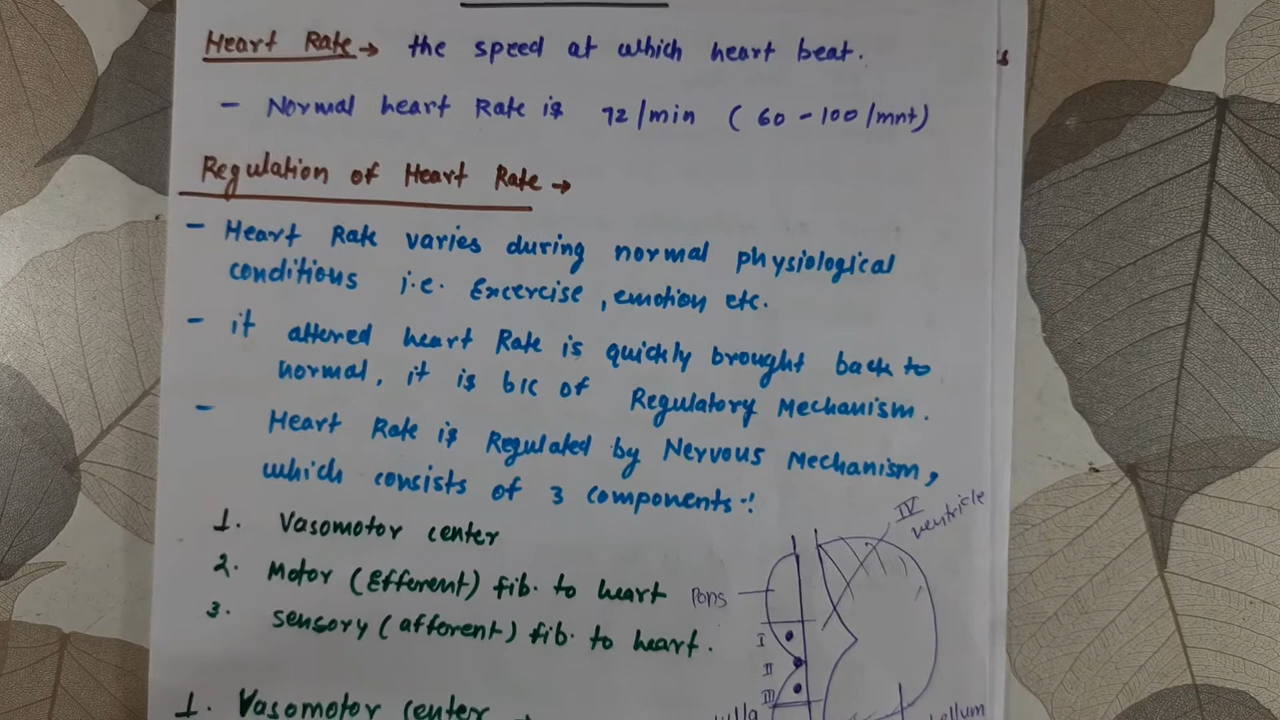 Heart Rate → the speed at which heart beat.
- Normal heart Rate is 72/min ( 60 - 100/mnt)
Regulation of Heart Rate →
- Heart Rate varies during normal physiological
conditions i.e. Excercise, emotion etc.
- it altered heart Rate is quickly brought back to
normal, it is b/c of Regulatory Mechanism.
- Heart Rate is Regulated by Nervous Mechanism,
which consists of 3 components:-
1. Vasomotor center
2. Motor (Efferent) fib. to heart
3. sensory (afferent) fib. to heart.
IV
ventricle
Pons
I
II
III
1. Vasomotor center